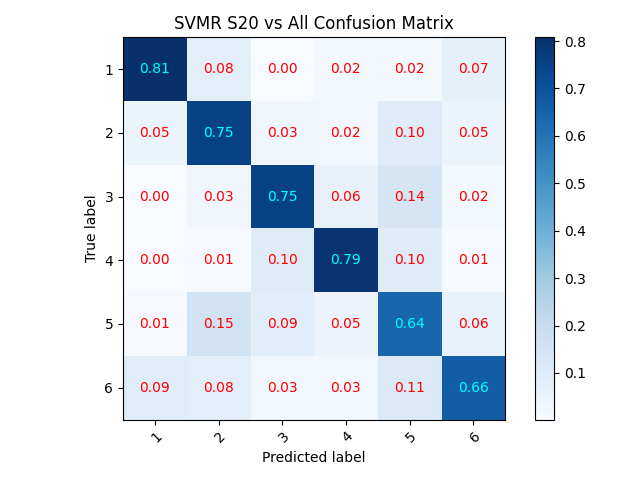 SVMR S20 vs All Confusion Matrix
1 0.81 0.08 0.00 0.02 0.02 0.07
2 0.05 0.75 0.03 0.02 0.10 0.05
3 0.00 0.03 0.75 0.06 0.14 0.02
4 0.00 0.01 0.10 0.79 0.10 0.01
5 0.01 0.15 0.09 0.05 0.64 0.06
6 0.09 0.08 0.03 0.03 0.11 0.66
1 2 3 4 5 6
True label
Predicted label
0.8
0.7
0.6
0.5
0.4
0.3
0.2
0.1